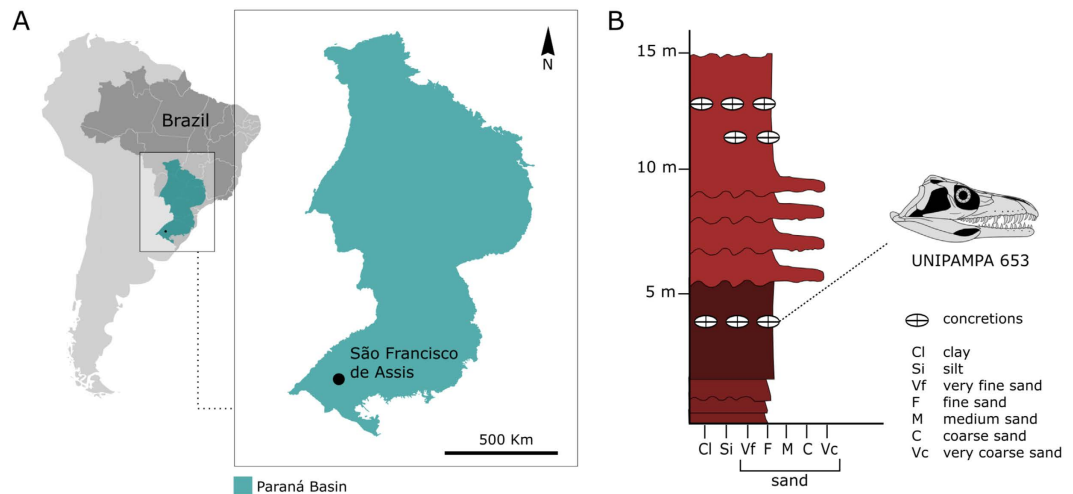 A
Brazil
N
São Francisco
de Assis
500 Km
Paraná Basin
B
15 m
10 m
5 m
Cl Si Vf F M C Vc
sand
UNIPAMPA 653
concretions
Cl clay
Si silt
Vf very fine sand
F fine sand
M medium sand
C coarse sand
Vc very coarse sand